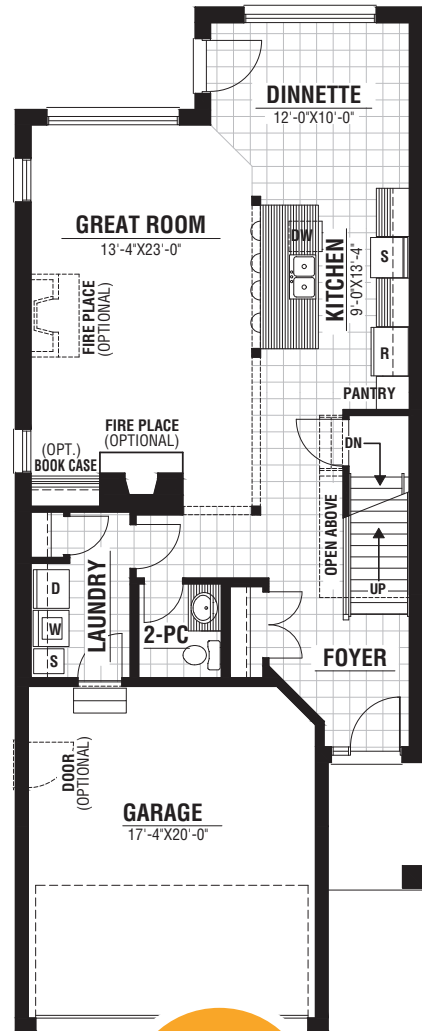 DINNETTE
12'-0"X10'-0"
GREAT ROOM
13'-4"X23'-0"
DW
KITCHEN
9'-0"X13'-4"
S
R
PANTRY
FIRE PLACE
(OPTIONAL)
FIRE PLACE
(OPTIONAL)
(OPT.)
BOOK CASE
DN
OPEN ABOVE
UP
LAUNDRY
D
W
S
2-PC
FOYER
DOOR
(OPTIONAL)
GARAGE
17'-4"X20'-0"